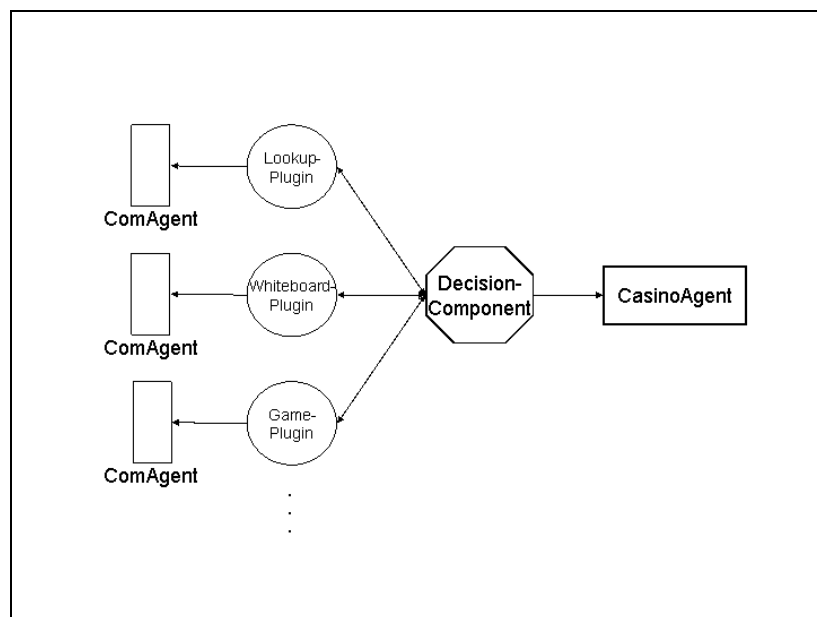 Lookup-
Plugin
ComAgent
Whiteboard-
Plugin
ComAgent
Decision-
Component
CasinoAgent
Game-
Plugin
ComAgent
.
.
.